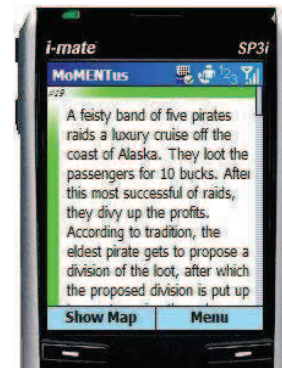 i-mate SP3i
MoMENTus 123
#19
A feisty band of five pirates
raids a luxury cruise off the
coast of Alaska. They loot the
passengers for 10 bucks. After
this most successful of raids,
they divy up the profits.
According to tradition, the
eldest pirate gets to propose a
division of the loot, after which
the proposed division is put up
Show Map Menu